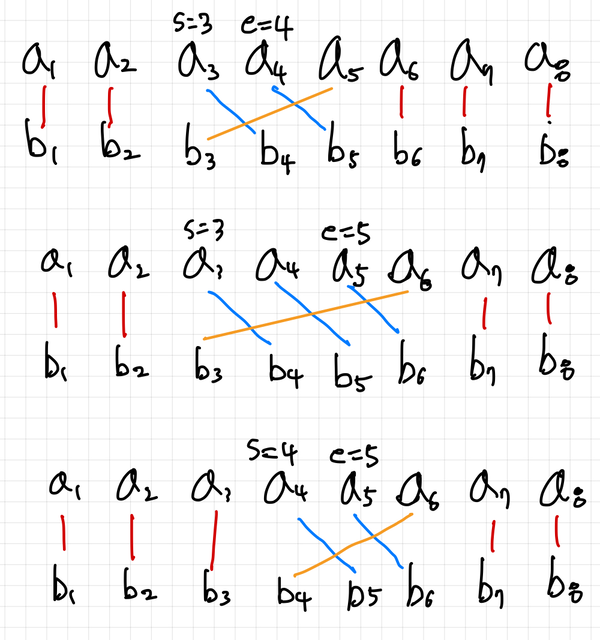 s=3 e=4
a₁ a₂ a₃ a₄ a₅ a₆ a₇ a₈
b₁ b₂ b₃ b₄ b₅ b₆ b₇ b₈
s=3 e=5
a₁ a₂ a₃ a₄ a₅ a₆ a₇ a₈
b₁ b₂ b₃ b₄ b₅ b₆ b₇ b₈
s=4 e=5
a₁ a₂ a₃ a₄ a₅ a₆ a₇ a₈
b₁ b₂ b₃ b₄ b₅ b₆ b₇ b₈